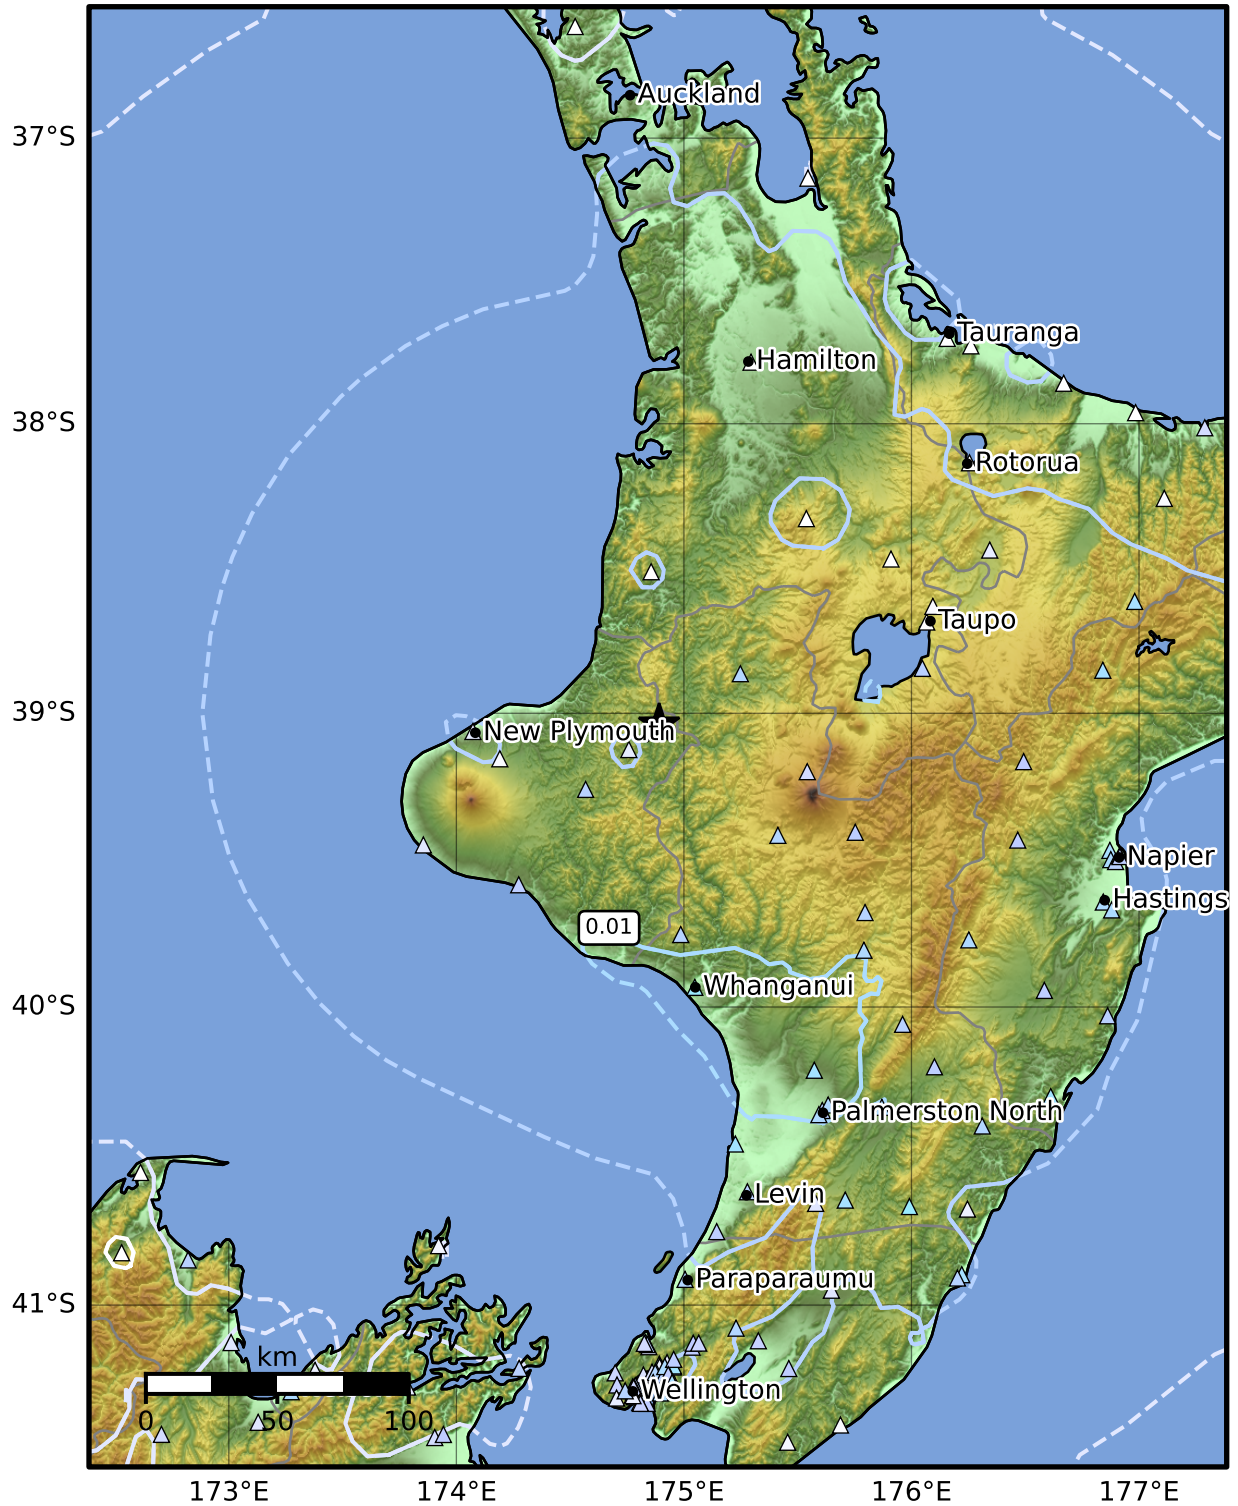 Auckland
37°S
Tauranga
Hamilton
38°S
Rotorua
Taupo
39°S
New Plymouth
Napier
Hastings
0.01
Whanganui
40°S
Palmerston North
Levin
Paraparaumu
41°S
km
Wellington
0 50 100
173°E 174°E 175°E 176°E 177°E